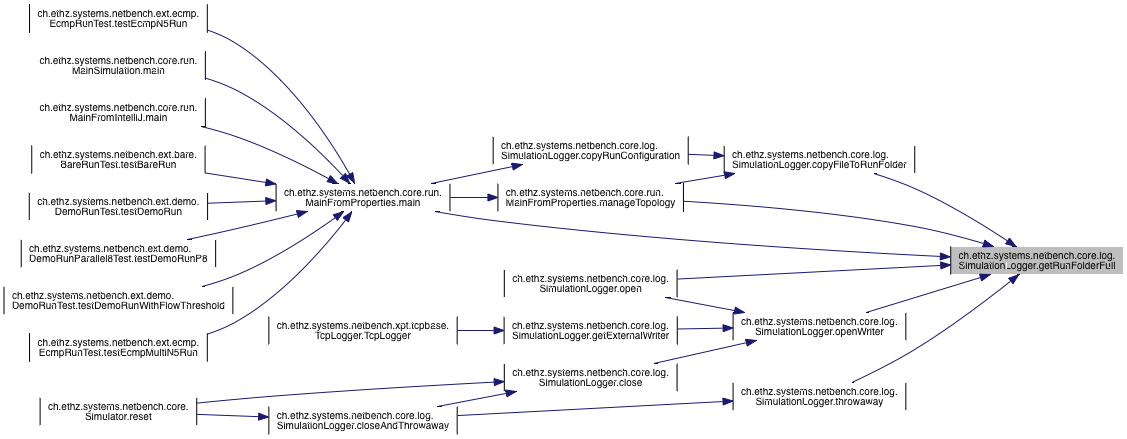 ch.ethz.systems.netbench.ext.ecmp.
EcmpRunTest.testEcmpN5Run
ch.ethz.systems.netbench.core.run.
MainSimulation.main
ch.ethz.systems.netbench.core.run.
MainFromIntelliJ.main
ch.ethz.systems.netbench.ext.bare.
BareRunTest.testBareRun
ch.ethz.systems.netbench.ext.demo.
DemoRunTest.testDemoRun
ch.ethz.systems.netbench.ext.demo.
DemoRunParallel8Test.testDemoRunP8
ch.ethz.systems.netbench.ext.demo.
DemoRunTest.testDemoRunWithFlowThreshold
ch.ethz.systems.netbench.ext.ecmp.
EcmpRunTest.testEcmpMultiN5Run
ch.ethz.systems.netbench.core.
Simulator.reset
ch.ethz.systems.netbench.core.run.
MainFromProperties.main
ch.ethz.systems.netbench.xpt.tcpbase.
TcpLogger.TcpLogger
ch.ethz.systems.netbench.core.log.
SimulationLogger.closeAndThrowaway
ch.ethz.systems.netbench.core.log.
SimulationLogger.copyRunConfiguration
ch.ethz.systems.netbench.core.run.
MainFromProperties.manageTopology
ch.ethz.systems.netbench.core.log.
SimulationLogger.open
ch.ethz.systems.netbench.core.log.
SimulationLogger.getExternalWriter
ch.ethz.systems.netbench.core.log.
SimulationLogger.close
ch.ethz.systems.netbench.core.log.
SimulationLogger.copyFileToRunFolder
ch.ethz.systems.netbench.core.log.
SimulationLogger.openWriter
ch.ethz.systems.netbench.core.log.
SimulationLogger.throwaway
ch.ethz.systems.netbench.core.log.
SimulationLogger.getRunFolderFull